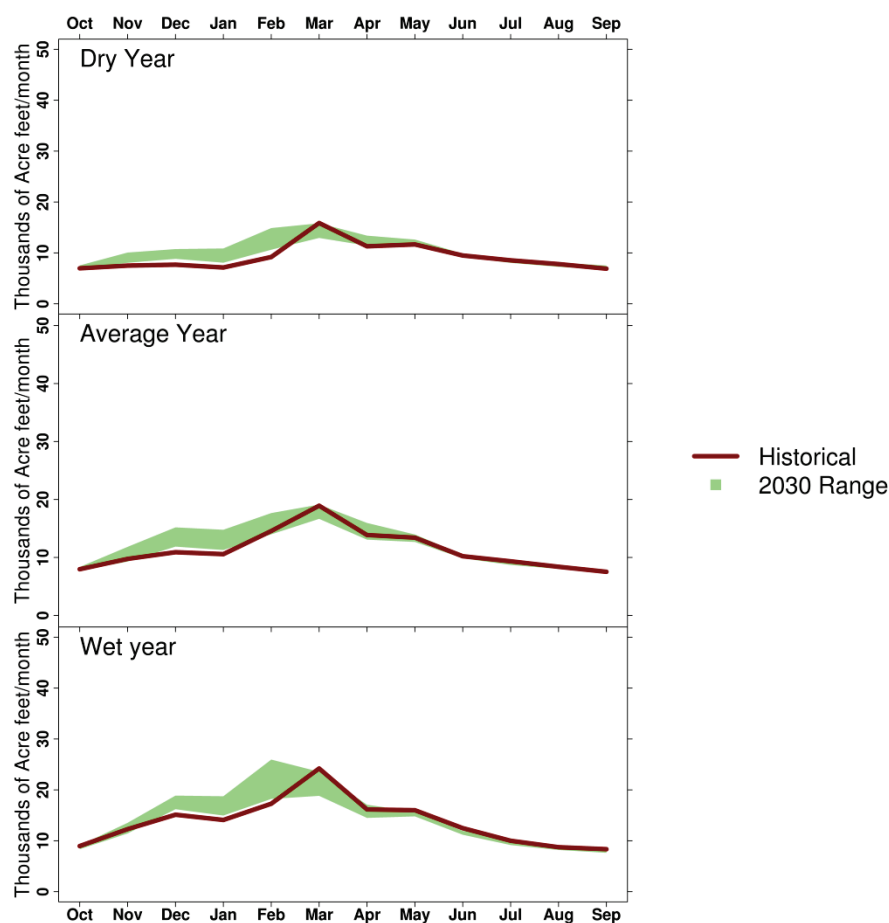 Oct Nov Dec Jan Feb Mar Apr May Jun Jul Aug Sep
Dry Year
Thousands of Acre feet/month
50
40
30
20
10
0
Average Year
Thousands of Acre feet/month
50
40
30
20
10
0
Historical
2030 Range
Wet year
Thousands of Acre feet/month
50
40
30
20
10
0
Oct Nov Dec Jan Feb Mar Apr May Jun Jul Aug Sep